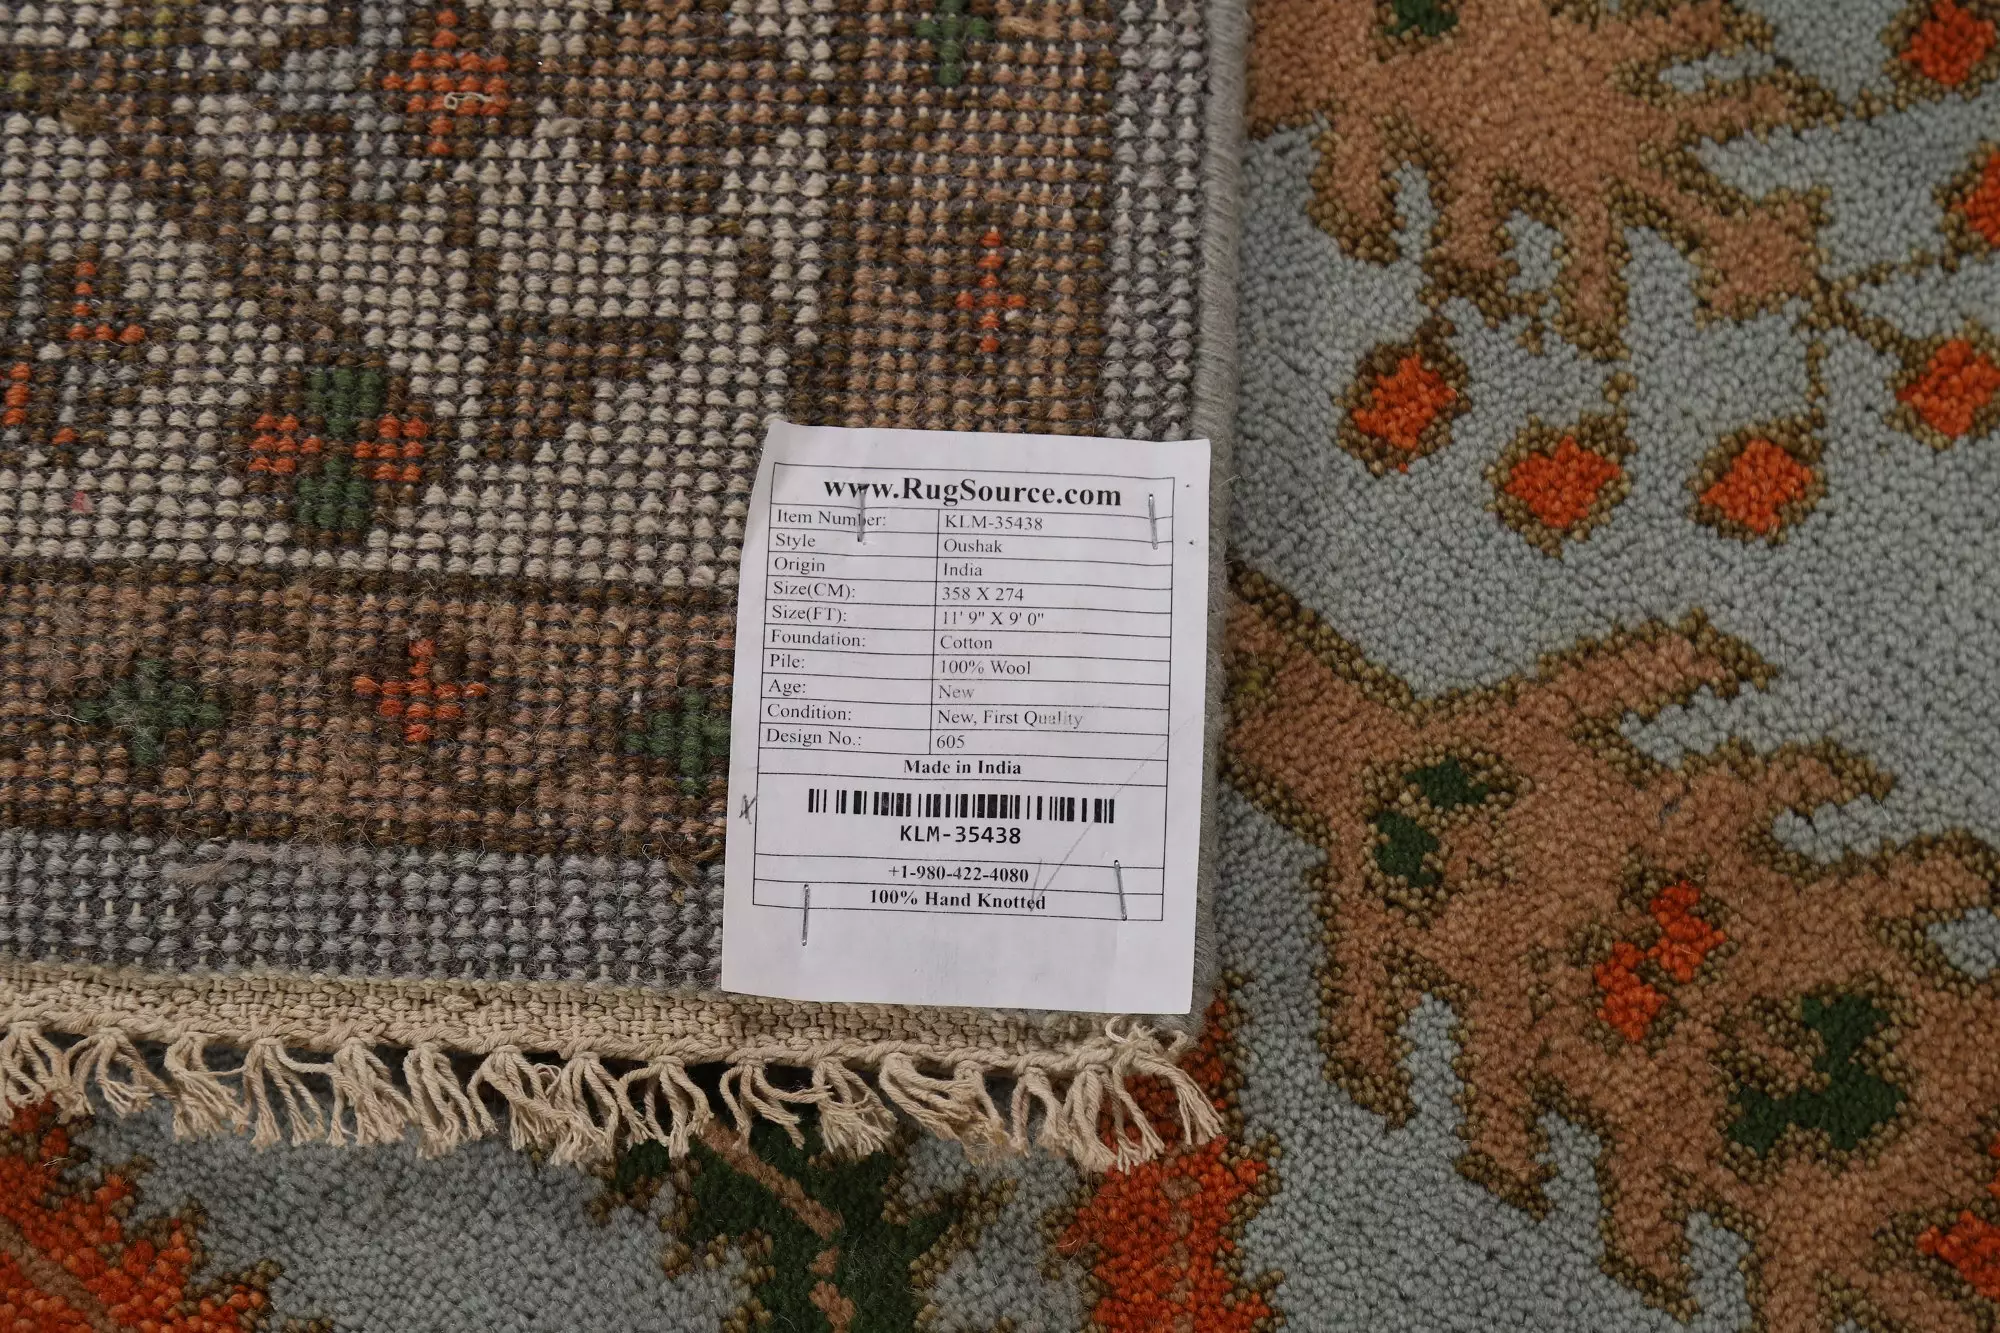 www.RugSource.com
Item Number: KLM-35438
Style Oushak
Origin India
Size(CM): 358 X 274
Size(FT): 11' 9" X 9' 0"
Foundation: Cotton
Pile: 100% Wool
Age: New
Condition: New, First Quality
Design No.: 605
Made in India
KLM-35438
+1-980-422-4080
100% Hand Knotted